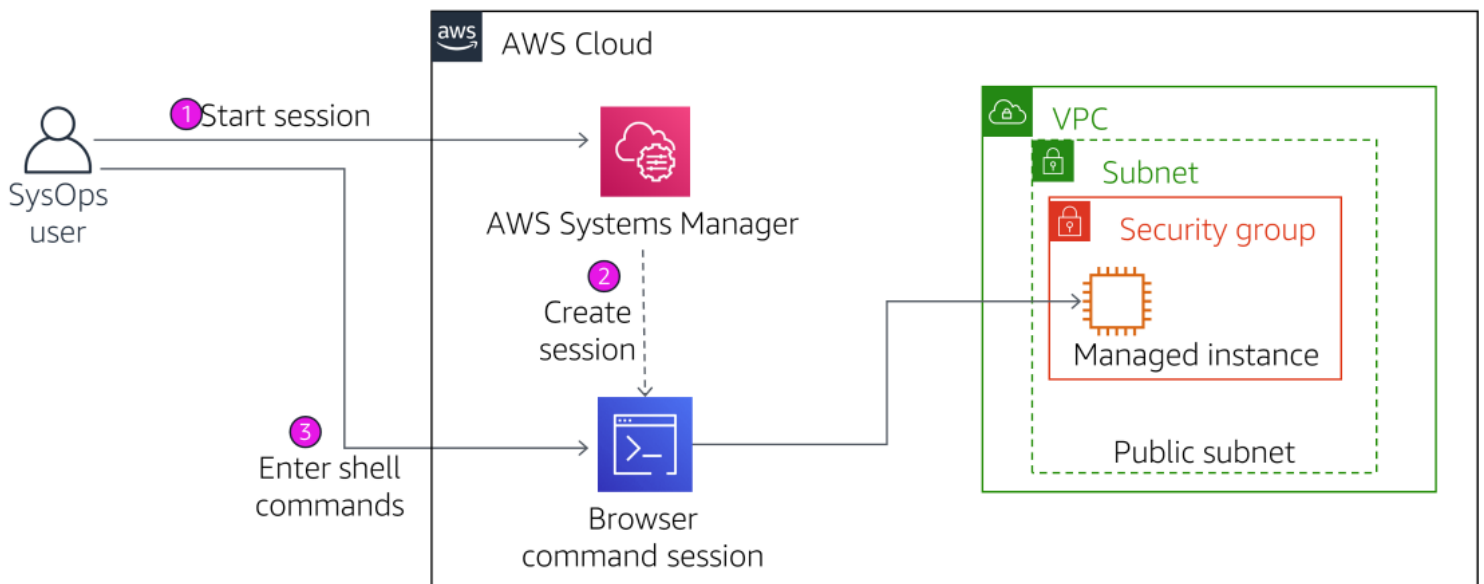 aws
AWS Cloud
1
Start session
SysOps
user
AWS Systems Manager
2
Create
session
3
Enter shell
commands
Browser
command session
VPC
Subnet
Security group
Managed instance
Public subnet